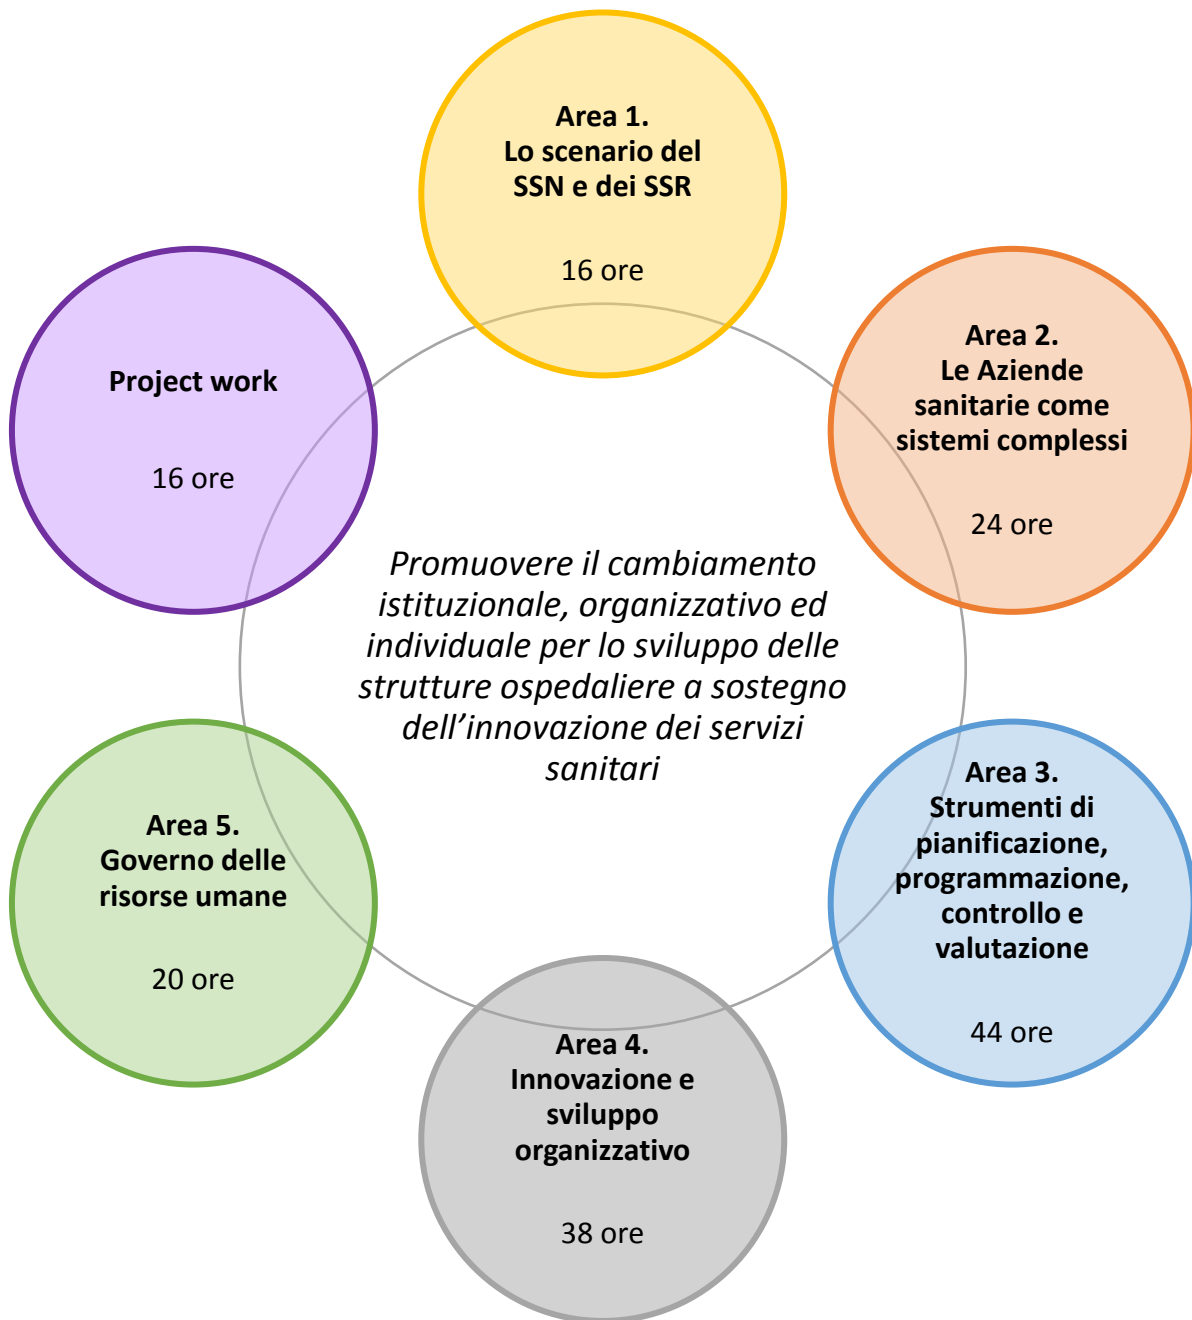 Area 1.
Lo scenario del
SSN e dei SSR
16 ore
Area 2.
Le Aziende
sanitarie come
sistemi complessi
24 ore
Area 3.
Strumenti di
pianificazione,
programmazione,
controllo e
valutazione
44 ore
Area 4.
Innovazione e
sviluppo
organizzativo
38 ore
Area 5.
Governo delle
risorse umane
20 ore
Project work
16 ore
Promuovere il cambiamento
istituzionale, organizzativo ed
individuale per lo sviluppo delle
strutture ospedaliere a sostegno
dell’innovazione dei servizi
sanitari